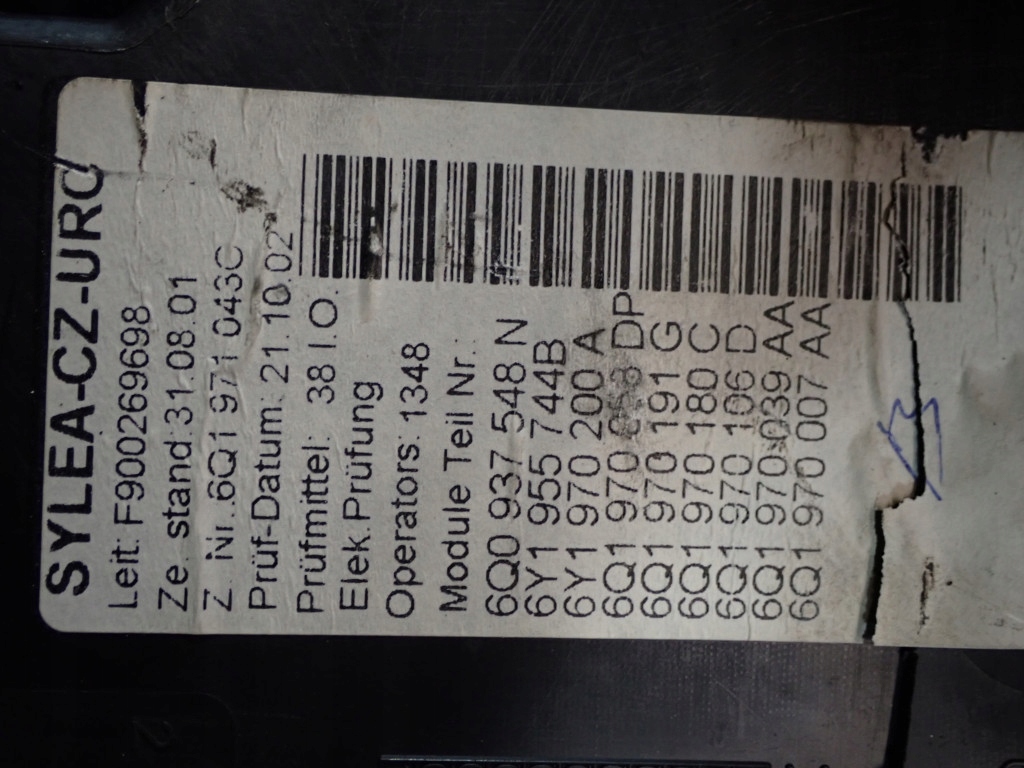 SYLEA-CZ-URC
Leit: F900269698
Ze. stand:31.08.01
Z. Nr.:6Q1 971 043C
Prüf-Datum: 21.10.02
Prüfmittel: 38 I.O.
Elek.Prüfung
Operators: 1348
Module Teil Nr.:
6Q0 937 548 N
6Y1 955 744B
6Y1 970 200 A
6Q1 970 DP
6Q1 970 191 G
6Q1 970 180 C
6Q1 970 106 D
6Q1 970 039 AA
6Q1 970 007 AA